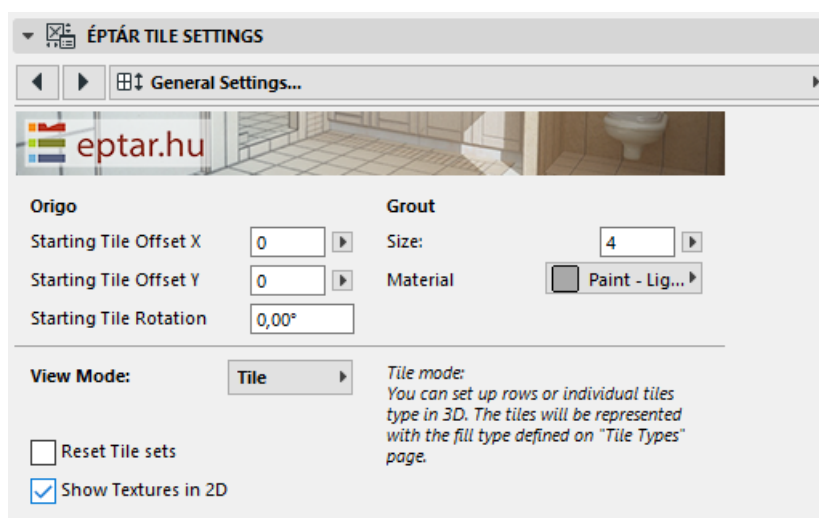 ÉPTÁR TILE SETTINGS
General Settings...
eptar.hu
Origo
Starting Tile Offset X 0
Starting Tile Offset Y 0
Starting Tile Rotation 0,00°
Grout
Size: 4
Material Paint - Lig...
View Mode: Tile
Reset Tile sets
Show Textures in 2D
Tile mode:
You can set up rows or individual tiles
type in 3D. The tiles will be represented
with the fill type defined on "Tile Types"
page.